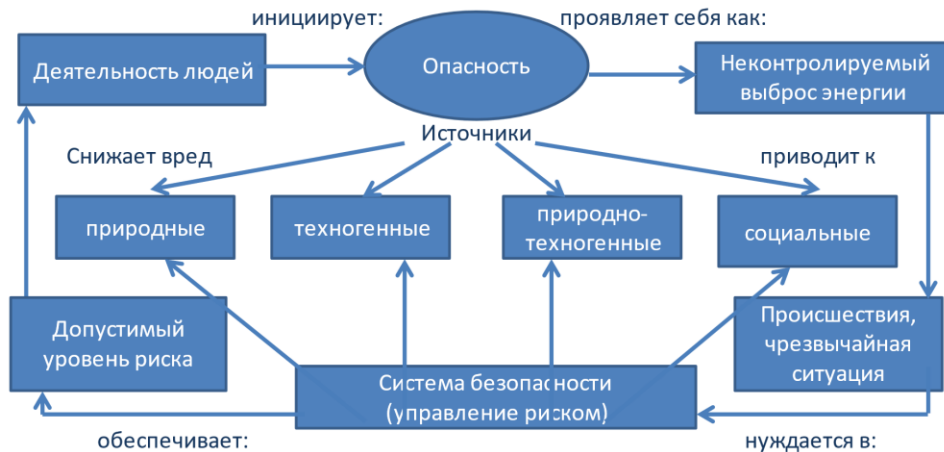 инициирует:
проявляет себя как:
Деятельность людей
Опасность
Неконтролируемый
выброс энергии
Источники
Снижает вред
приводит к
природные
техногенные
природно-
техногенные
социальные
Допустимый
уровень риска
Происшествия,
чрезвычайная
ситуация
Система безопасности
(управление риском)
обеспечивает:
нуждается в: